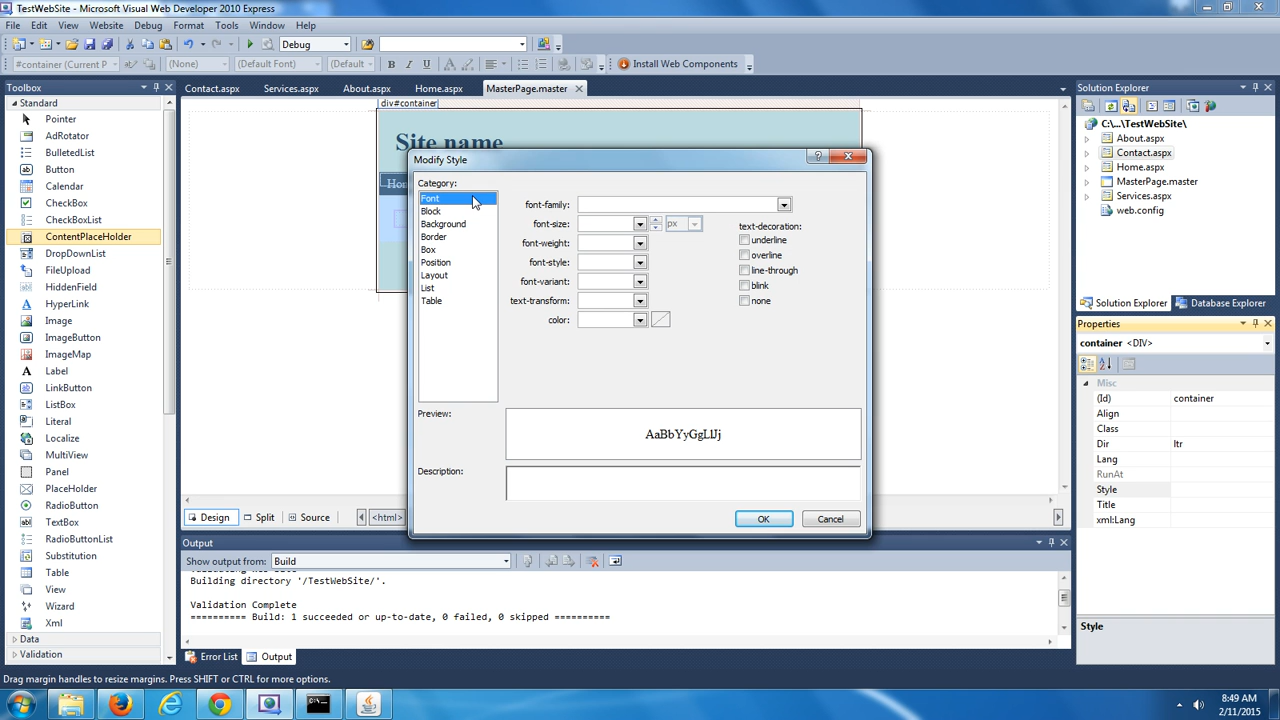 TestWebSite - Microsoft Visual Web Developer 2010 Express
File Edit View Website Debug Format Tools Window Help
Debug
#container (Current P (None) (Default Font) (Default B I U A Install Web Components
Toolbox
Contact.aspx Services.aspx About.aspx Home.aspx MasterPage.master
Solution Explorer
Standard
Pointer
AdRotator
BulletedList
Button
Calendar
CheckBox
CheckBoxList
ContentPlaceHolder
DropDownList
FileUpload
HiddenField
HyperLink
Image
ImageButton
ImageMap
Label
LinkButton
ListBox
Literal
Localize
MultiView
Panel
PlaceHolder
RadioButton
TextBox
RadioButtonList
Substitution
Table
View
Wizard
Xml
Data
Validation
div#container
Site name
Hom
Modify Style
Category:
Font
Block
Background
Border
Box
Position
Layout
List
Table
font-family:
font-size: px
font-weight:
font-style:
font-variant:
text-transform:
color:
text-decoration:
underline
overline
line-through
blink
none
Preview:
AaBbYyGgLlJj
Description:
OK Cancel
Design Split Source <html>
Output
Show output from: Build
Building directory '/TestWebSite/'.
Validation Complete
========== Build: 1 succeeded or up-to-date, 0 failed, 0 skipped ==========
Error List Output
C:\...\TestWebSite\
About.aspx
Contact.aspx
Home.aspx
MasterPage.master
Services.aspx
web.config
Solution Explorer Database Explorer
Properties
container <DIV>
Misc
(Id) container
Align
Class
Dir ltr
Lang
RunAt
Style
Title
xml:Lang
Style
Drag margin handles to resize margins. Press SHIFT or CTRL for more options.
8:49 AM
2/11/2015